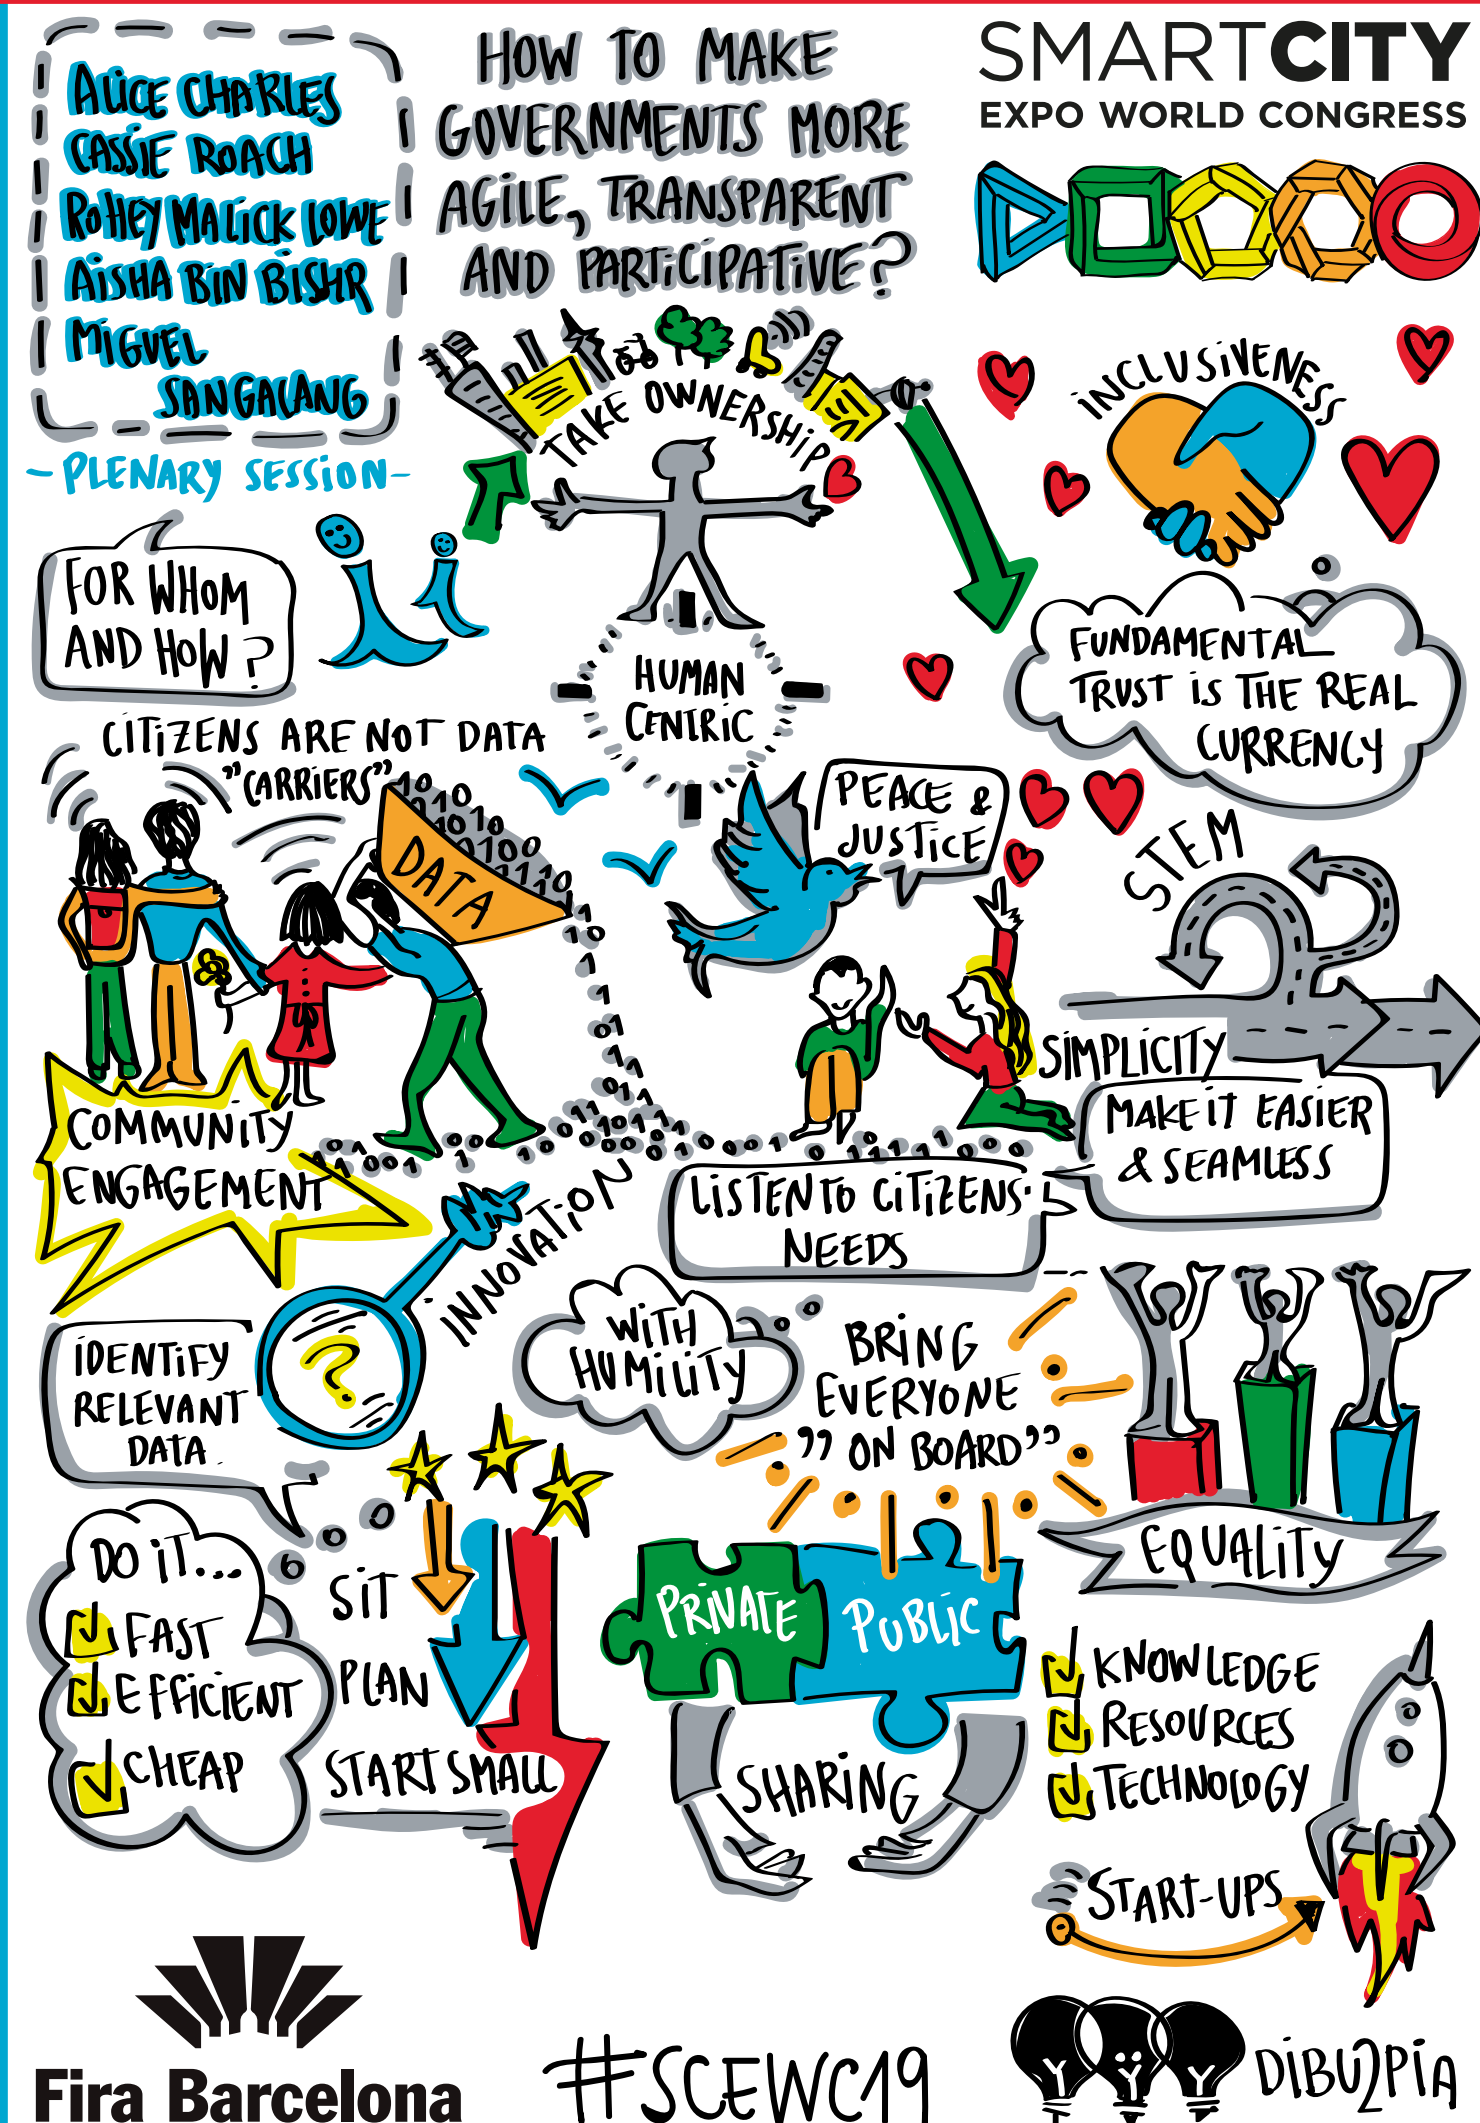 ALICE CHARLES
CASSIE ROACH
ROHEY MALICK LOWE
AISHA BIN BISHR
MIGUEL
SANGALANG
- PLENARY SESSION -
HOW TO MAKE
GOVERNMENTS MORE
AGILE, TRANSPARENT
AND PARTICIPATIVE?
SMARTCITY
EXPO WORLD CONGRESS
TAKE OWNERSHIP
INCLUSIVENESS
FOR WHOM
AND HOW?
HUMAN
CENTRIC
FUNDAMENTAL
TRUST IS THE REAL
CURRENCY
CITIZENS ARE NOT DATA
"CARRIERS"
DATA
PEACE &
JUSTICE
STEM
SIMPLICITY
MAKE IT EASIER
& SEAMLESS
COMMUNITY
ENGAGEMENT
INNOVATION
LISTEN TO CITIZENS'
NEEDS
IDENTIFY
RELEVANT
DATA.
?
WITH
HUMILITY
BRING
EVERYONE
"ON BOARD"
EQUALITY
DO IT...
FAST
EFFICIENT
CHEAP
SIT
PLAN
START SMALL
PRIVATE
PUBLIC
SHARING
KNOWLEDGE
RESOURCES
TECHNOLOGY
START-UPS
Fira Barcelona
#SCEWC19
DIBU2PIA